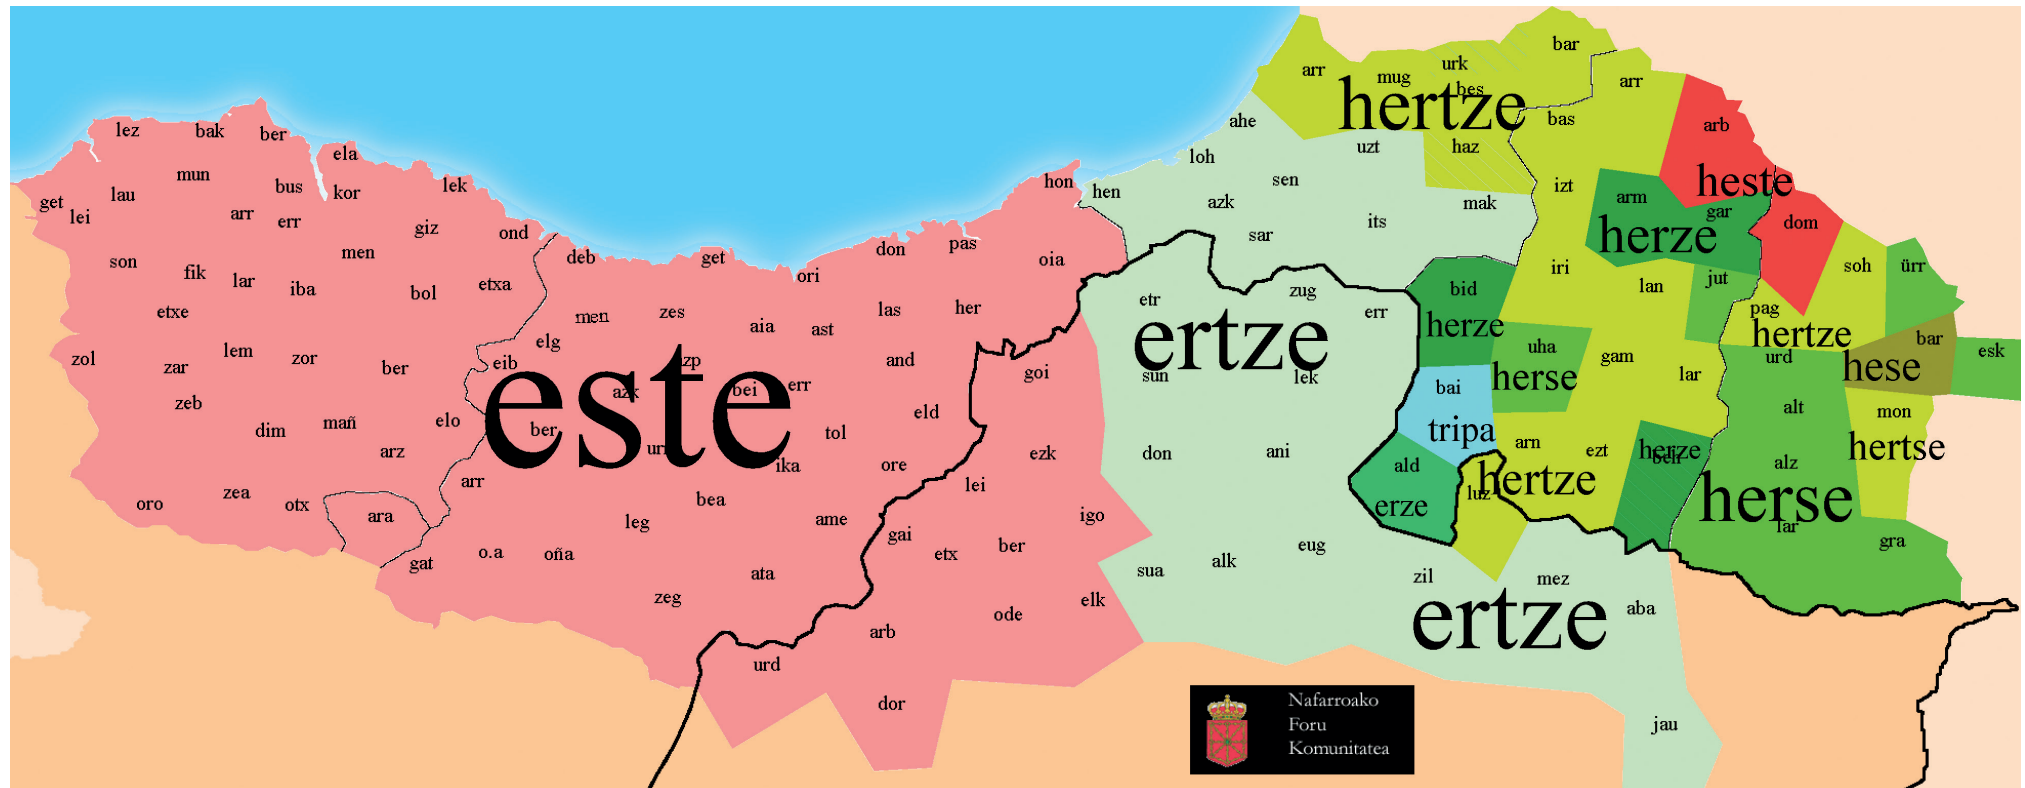 bar
urk
arr
mug
arr
bes
hertze
lez
bak
ber
ahe
bas
arb
ela
loh
uzt
haz
mun
sen
izt
heste
get
lau
bus
kor
lek
hon
hen
azk
mak
arm
gar
lei
arr
err
giz
ond
sar
its
herze
dom
son
fik
lar
iba
men
etxa
deb
get
ori
don
pas
oia
iri
lan
jut
soh
ürr
etxe
bol
men
zes
aia
ast
las
her
etr
zug
err
bid
herze
pag
hertze
bar
zol
zar
lem
zor
ber
elg
eib
azp
and
ertze
uha
gam
urd
esk
zeb
azk
bei
err
goi
sun
lek
bai
herse
lar
hese
dim
mañ
elo
ber
este
eld
tripa
alt
mon
arz
urr
tol
don
ani
arn
ezt
herze
beh
hertse
oro
zea
otx
ara
arr
ika
ore
ezk
lei
ald
luz
hertze
alz
leg
bea
ame
igo
erze
herse
gat
o.a
oña
gai
etx
ber
eug
lar
gra
zeg
ata
ode
elk
sua
alk
zil
mez
urd
arb
ertze
aba
dor
jau
Nafarroako
Foru
Komunitatea